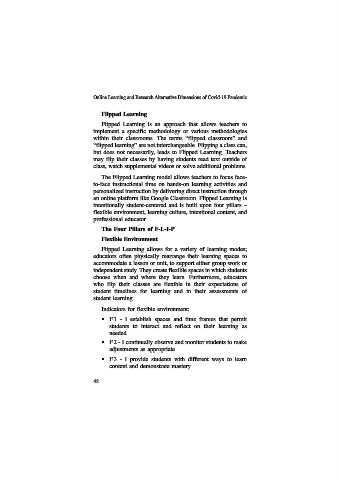 Online Learning and Research Alternative Dimensions of Covid-19 Pandemic
Flipped Learning
Flipped Learning is an approach that allows teachers to
implement a specific methodology or various methodologies
within their classrooms. The terms "flipped classroom" and
"flipped learning" are not interchangeable. Flipping a class can,
but does not necessarily, leads to Flipped Learning. Teachers
may flip their classes by having students read text outside of
class, watch supplemental videos or solve additional problems.
The Flipped Learning model allows teachers to focus face-
to-face instructional time on hands-on learning activities and
personalized instruction by delivering direct instruction through
an online platform like Google Classroom. Flipped Learning is
intentionally student-centered and is built upon four pillars –
flexible environment, learning culture, intentional content, and
professional educator.
The Four Pillars of F-L-I-P
Flexible Environment
Flipped Learning allows for a variety of learning modes;
educators often physically rearrange their learning spaces to
accommodate a lesson or unit, to support either group work or
independent study. They create flexible spaces in which students
choose when and where they learn. Furthermore, educators
who flip their classes are flexible in their expectations of
student timelines for learning and in their assessments of
student learning.
Indicators for flexible environment:
• F.1 - I establish spaces and time frames that permit
students to interact and reflect on their learning as
needed.
• F.2 - I continually observe and monitor students to make
adjustments as appropriate.
• F.3 - I provide students with different ways to learn
content and demonstrate mastery.